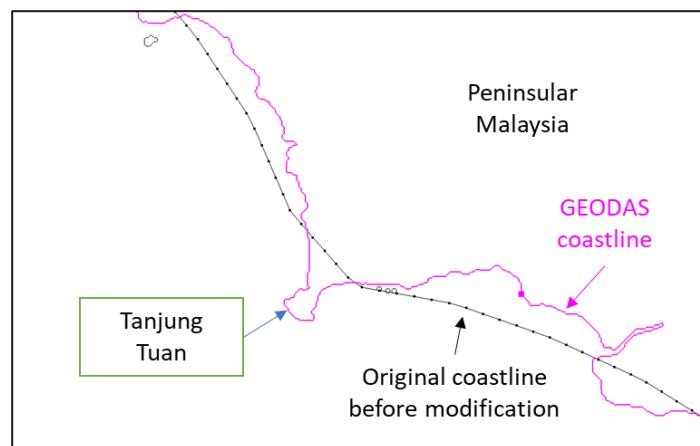 Peninsular
Malaysia
GEODAS
coastline
Tanjung
Tuan
Original coastline
before modification